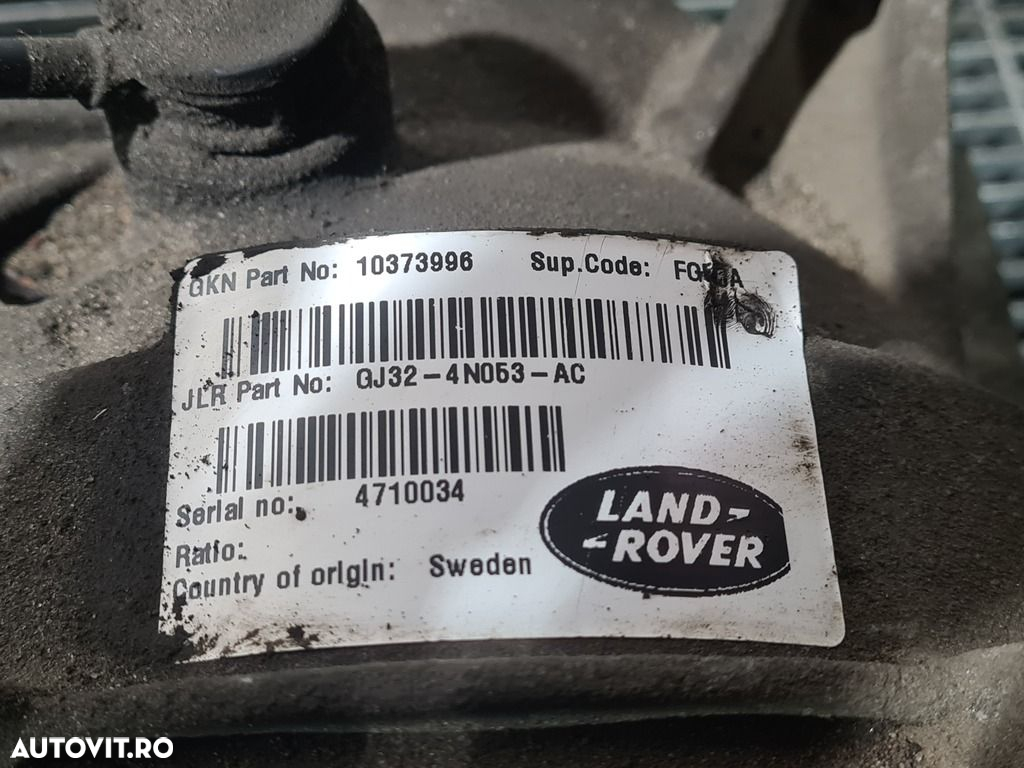 GKN Part No: 10373996 Sup.Code:
JLR Part No: GJ32-4N053-AC
Serial no: 4710034
Ratio:
Country of origin: Sweden
LAND-
-ROVER
AUTOVIT.RO